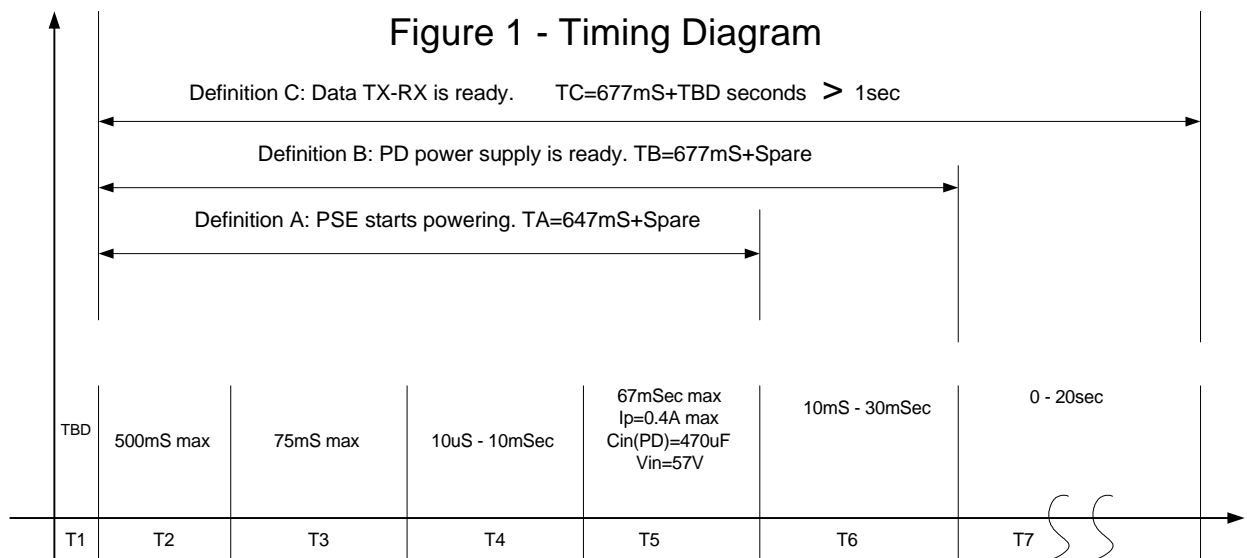 Figure 1 - Timing Diagram
Definition C: Data TX-RX is ready. TC=677mS+TBD seconds > 1sec
Definition B: PD power supply is ready. TB=677mS+Spare
Definition A: PSE starts powering. TA=647mS+Spare
TBD
500mS max
75mS max
10uS - 10mSec
67mSec max
Ip=0.4A max
Cin(PD)=470uF
Vin=57V
10mS - 30mSec
0 - 20sec
T1 T2 T3 T4 T5 T6 T7